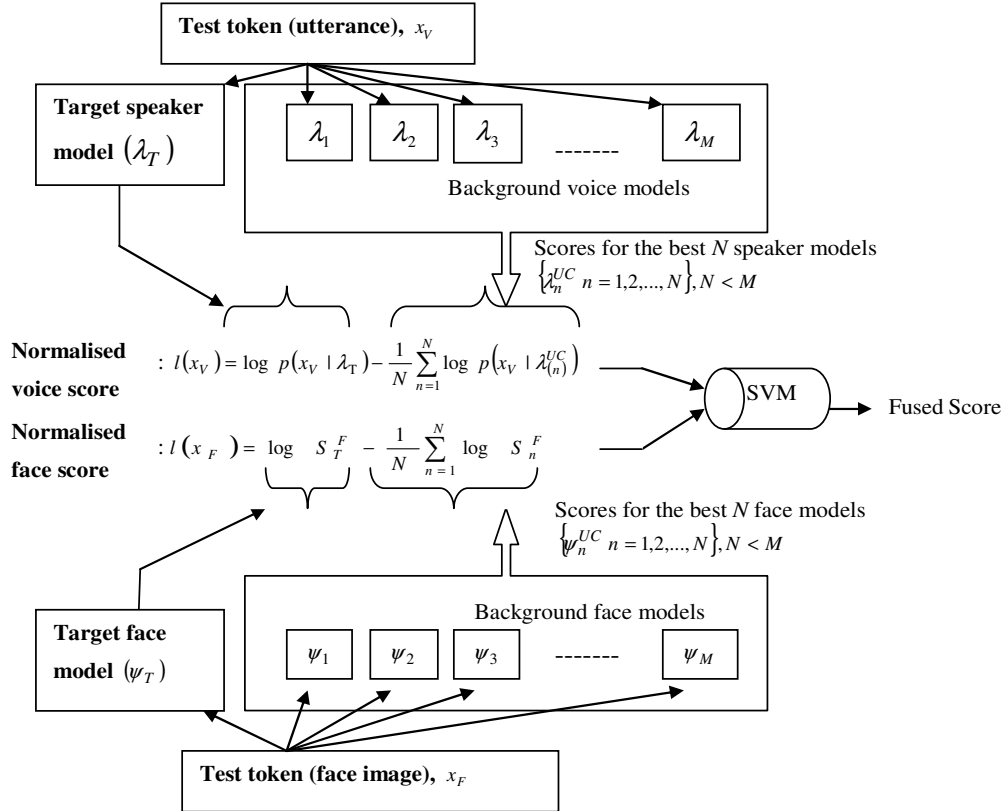 Test token (utterance), x_V
Target speaker
model (λ_T)
λ_1 λ_2 λ_3 ------- λ_M
Background voice models
Scores for the best N speaker models
{λ_n^{UC} n = 1,2,..., N}, N < M
Normalised
voice score
: l(x_V) = log p(x_V | λ_T) − \frac{1}{N} \sum_{n=1}^{N} log p(x_V | λ_{(n)}^{UC})
SVM
Fused Score
Normalised
face score
: l(x_F) = log S_T^F − \frac{1}{N} \sum_{n=1}^{N} log S_n^F
Scores for the best N face models
{ψ_n^{UC} n = 1,2,..., N}, N < M
Target face
model (ψ_T)
Background face models
ψ_1 ψ_2 ψ_3 ------- ψ_M
Test token (face image), x_F